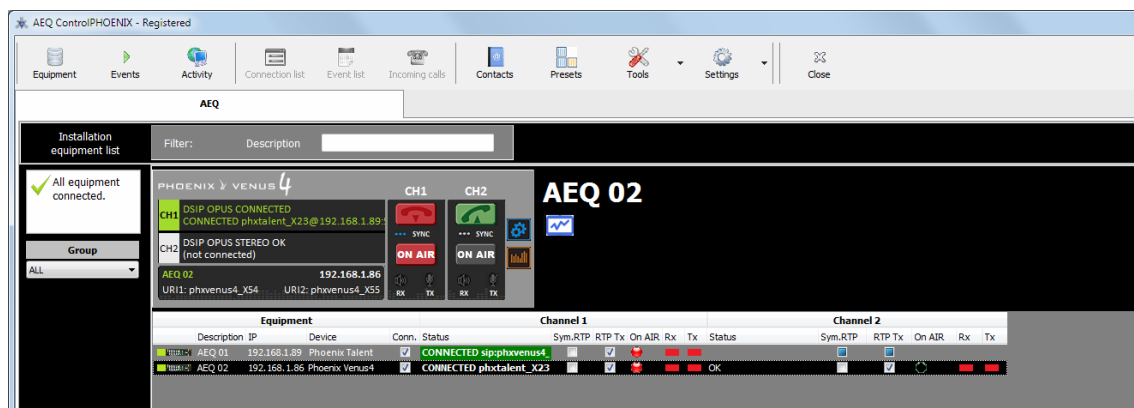 AEQ ControlPHOENIX - Registered
Equipment Events Activity Connection list Event list Incoming calls Contacts Presets Tools Settings Close
AEQ
Installation
equipment list
Filter: Description
All equipment
connected.
Group
ALL
PHOENIX VENUS 4
CH1 CH2
CH1 DSIP OPUS CONNECTED
CONNECTED phxtalent_X23@192.168.1.89:
CH2 DSIP OPUS STEREO OK
(not connected)
AEQ 02 192.168.1.86
URI1: phxvenus4_X54 URI2: phxvenus4_X55
SYNC SYNC
ON AIR ON AIR
RX TX RX TX
AEQ 02
Equipment Channel 1 Channel 2
Description IP Device Conn. Status Sym.RTP RTP Tx On AIR Rx Tx Status Sym.RTP RTP Tx On AIR Rx Tx
AEQ 01 192.168.1.89 Phoenix Talent CONNECTED sip:phxvenus4_
AEQ 02 192.168.1.86 Phoenix Venus4 CONNECTED phxtalent_X23 OK